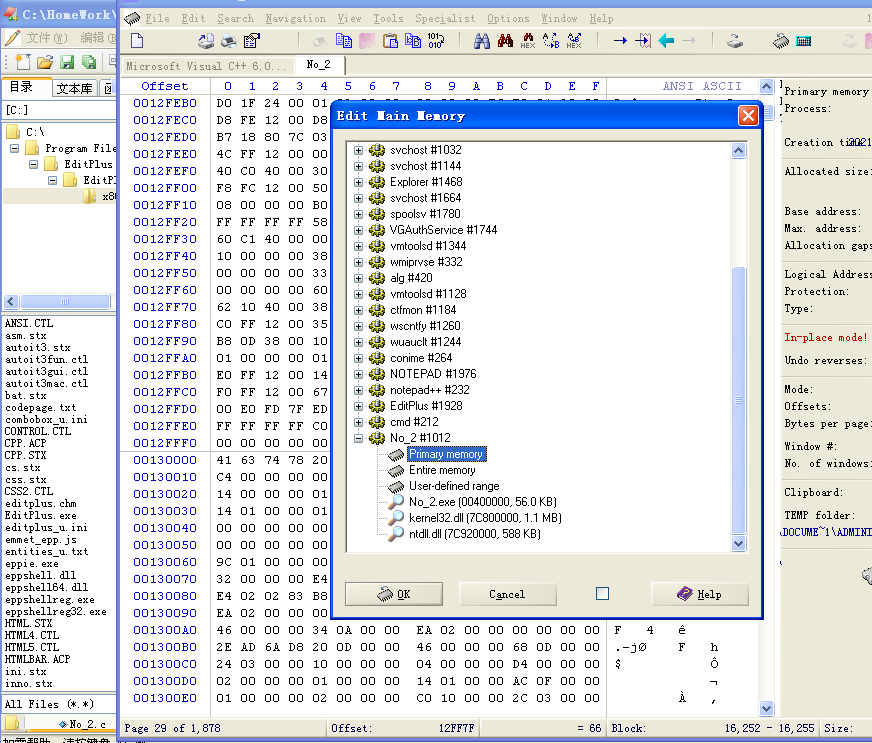 C:\HomeWork\
文件(W) 编辑(E
目录 文本库
[C:]
C:\
Program File
EditPlus
EditPl
x8
ANSI.CTL
asm.stx
autoit3.stx
autoit3fun.ctl
autoit3gui.ctl
autoit3mac.ctl
bat.stx
codepage.txt
combobox_u.ini
CONTROL.CTL
CPP.ACP
CPP.STX
cs.stx
css.stx
CSS2.CTL
editplus.chm
EditPlus.exe
editplus_u.ini
emmet_epp.js
entities_u.txt
eppie.exe
eppshell.dll
eppshell64.dll
eppshellreg.exe
eppshellreg32.exe
HTML.STX
HTML4.CTL
HTML5.CTL
HTMLBAR.ACP
ini.stx
inno.stx
All Files (*.*)
No_2.c
File Edit Search Navigation View Tools Specialist Options Window Help
Microsoft Visual C++ 6.0... No_2
Offset 0 1 2 3 4 5 6 7 8 9 A B C D E F ANSI ASCII
0012FEB0 D0 1F 24 00 01
0012FEC0 D8 FE 12 00 D8
0012FED0 B7 18 80 7C 03
0012FEE0 4C FF 12 00 00
0012FEF0 40 C0 40 00 30
0012FF00 F8 FC 12 00 50
0012FF10 08 00 00 00 B0
0012FF20 FF FF FF FF 58
0012FF30 60 C1 40 00 00
0012FF40 10 00 00 00 38
0012FF50 00 00 00 00 33
0012FF60 00 00 00 00 60
0012FF70 62 10 40 00 38
0012FF80 C0 FF 12 00 35
0012FF90 B8 0D 38 00 10
0012FFA0 01 00 00 00 01
0012FFB0 E0 FF 12 00 14
0012FFC0 F0 FF 12 00 67
0012FFD0 00 E0 FD 7F ED
0012FFE0 FF FF FF FF C0
0012FFF0 00 00 00 00 00
00130000 41 63 74 78 20
00130010 C4 00 00 00 00
00130020 14 00 00 00 01
00130030 14 01 00 00 01
00130040 00 00 00 00 00
00130050 00 00 00 00 00
00130060 9C 01 00 00 00
00130070 32 00 00 00 E4
00130080 E4 02 02 83 B8
00130090 EA 02 00 00 00
001300A0 46 00 00 00 34 0A 00 00 EA 02 00 00 00 00 00 00 F 4 ê
001300B0 2E AD 6A D8 20 0D 00 00 46 00 00 00 68 0D 00 00 .-jØ F h
001300C0 24 03 00 00 10 00 00 00 04 00 00 00 D4 00 00 00 $ Ô
001300D0 02 00 00 00 01 00 00 00 14 01 00 00 AC 0F 00 00 ¬
001300E0 01 00 00 00 02 00 00 00 C0 10 00 00 2C 03 00 00 À ,
Page 29 of 1,878 Offset: 12FF7F = 66 Block: 16,252 - 16,255 Size:
Edit Main Memory
svchost #1032
svchost #1144
Explorer #1468
svchost #1664
spoolsv #1780
VGAuthService #1744
vmtoolsd #1344
wmiprvse #332
alg #420
vmtoolsd #1128
ctfmon #1184
wscntfy #1260
wuauclt #1244
conime #264
NOTEPAD #1976
notepad++ #232
EditPlus #1928
cmd #212
No_2 #1012
Primary memory
Entire memory
User-defined range
No_2.exe (00400000, 56.0 KB)
kernel32.dll (7C800000, 1.1 MB)
ntdll.dll (7C920000, 588 KB)
OK Cancel Help
Primary memory
Process:
Creation time 2021
Allocated size:
Base address:
Max. address:
Allocation gaps
Logical Address
Protection:
Type:
In-place mode!
Undo reverses:
Mode:
Offsets:
Bytes per page:
Window #:
No. of windows:
Clipboard:
TEMP folder:
\DOCUME~1\ADMINI